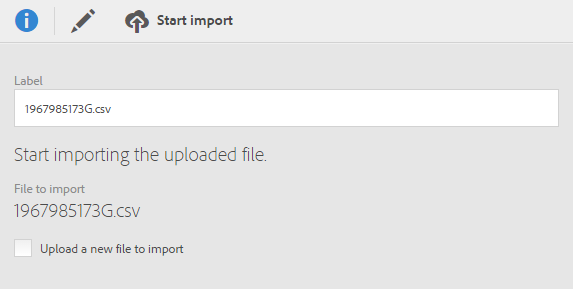 Start import
Label
1967985173G.csv
Start importing the uploaded file.
File to import
1967985173G.csv
Upload a new file to import